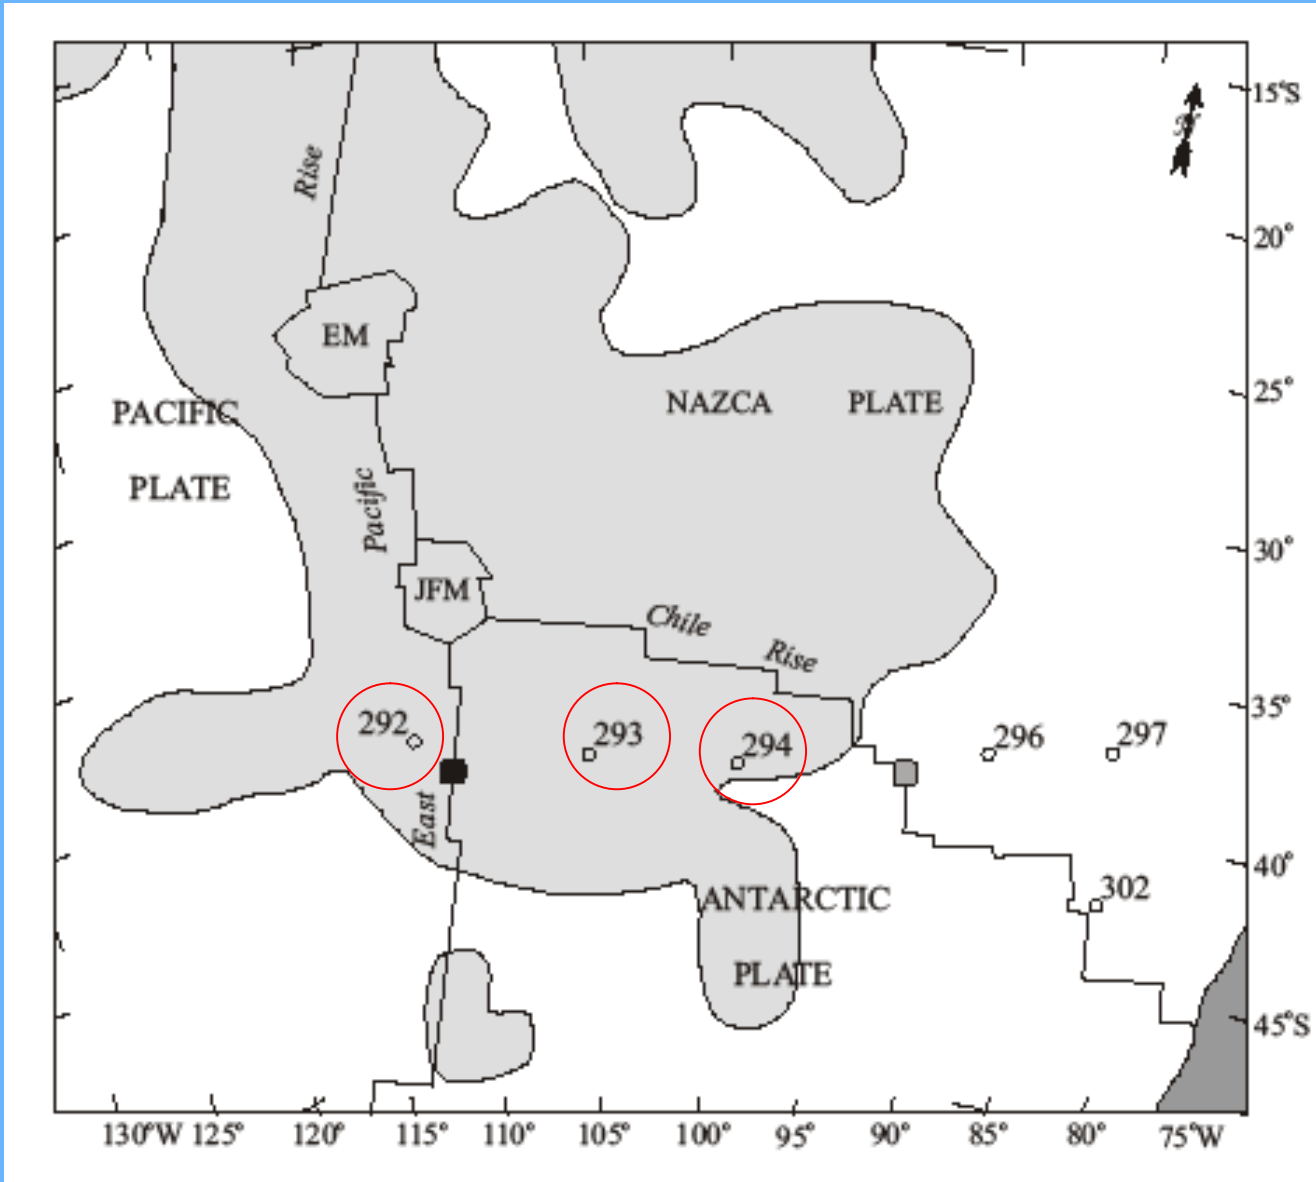 15°S
Rise
20°
EM
NAZCA PLATE
25°
PACIFIC
PLATE
Pacific
30°
JFM
Chile
Rise
35°
292
293
294
296
297
East
40°
302
ANTARCTIC
PLATE
45°S
130°W 125° 120° 115° 110° 105° 100° 95° 90° 85° 80° 75°W